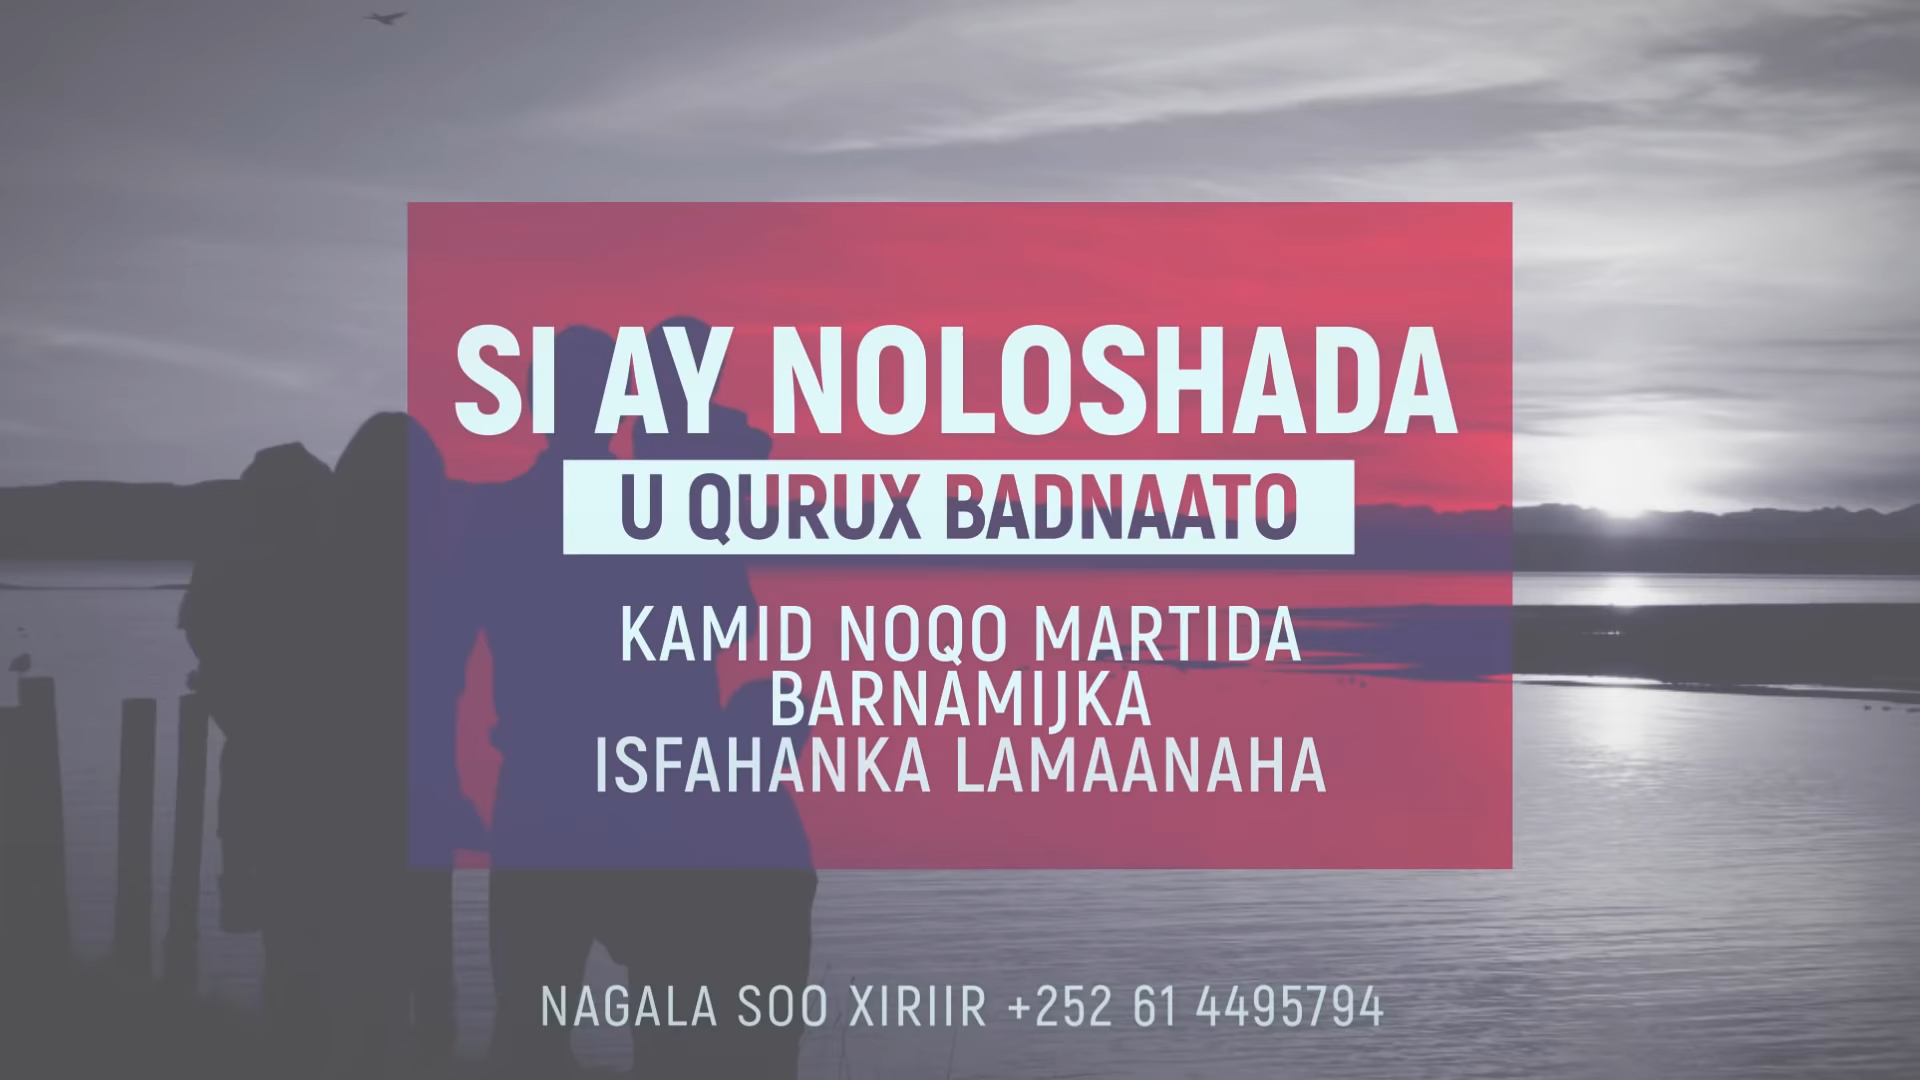 SI AY NOLOSHADA
U QURUX BADNAATO
KAMID NOQO MARTIDA
BARNAMIJKA
ISFAHANKA LAMAANAHA
NAGALA SOO XIRIIR +252 61 4495794